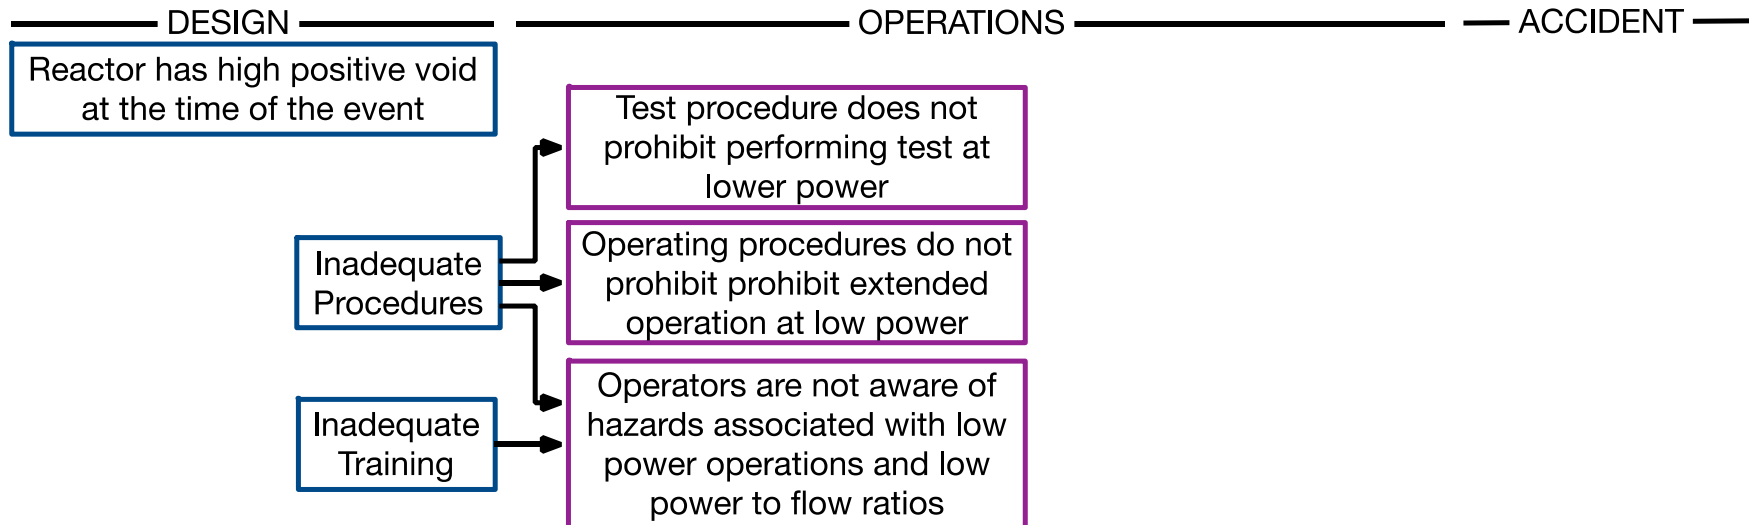 DESIGN
OPERATIONS
ACCIDENT
Reactor has high positive void
at the time of the event
Test procedure does not
prohibit performing test at
lower power
Inadequate
Procedures
Operating procedures do not
prohibit prohibit extended
operation at low power
Inadequate
Training
Operators are not aware of
hazards associated with low
power operations and low
power to flow ratios